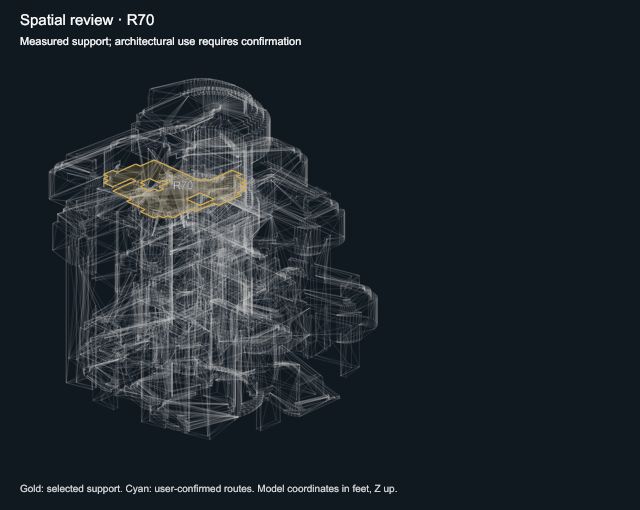 Spatial review · R70
Measured support; architectural use requires confirmation
R70
Gold: selected support. Cyan: user-confirmed routes. Model coordinates in feet, Z up.